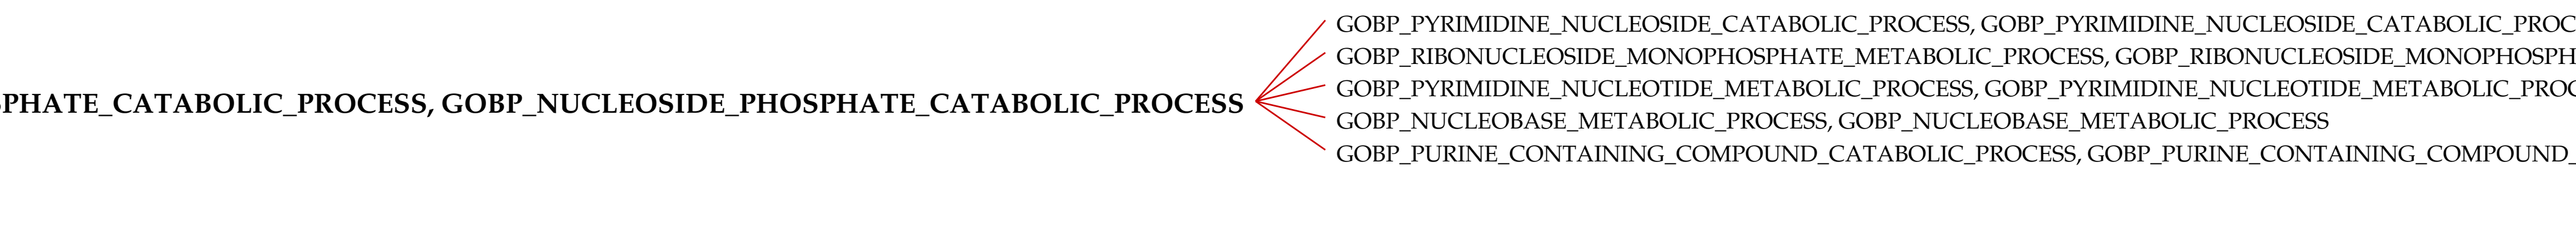 GOBP_PYRIMIDINE_NUCLEOSIDE_CATABOLIC_PROCESS, GOBP_PYRIMIDINE_NUCLEOSIDE_CATABOLIC_PROC
GOBP_RIBONUCLEOSIDE_MONOPHOSPHATE_METABOLIC_PROCESS, GOBP_RIBONUCLEOSIDE_MONOPHOSPH
GOBP_PYRIMIDINE_NUCLEOTIDE_METABOLIC_PROCESS, GOBP_PYRIMIDINE_NUCLEOTIDE_METABOLIC_PROC
PHATE_CATABOLIC_PROCESS, GOBP_NUCLEOSIDE_PHOSPHATE_CATABOLIC_PROCESS
GOBP_NUCLEOBASE_METABOLIC_PROCESS, GOBP_NUCLEOBASE_METABOLIC_PROCESS
GOBP_PURINE_CONTAINING_COMPOUND_CATABOLIC_PROCESS, GOBP_PURINE_CONTAINING_COMPOUND_